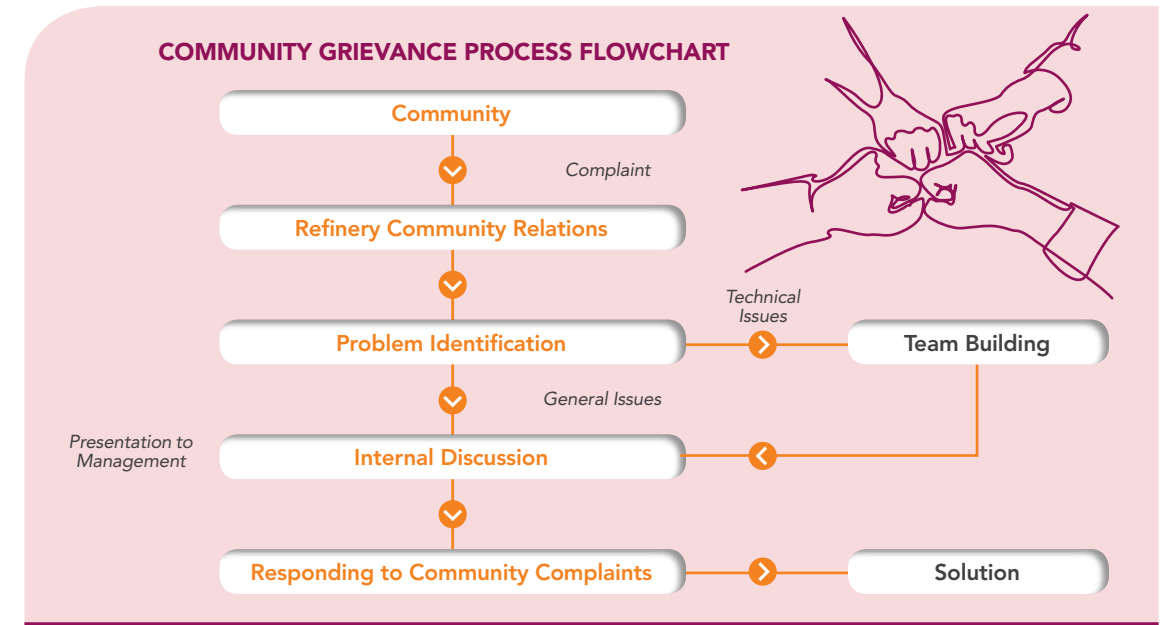 COMMUNITY GRIEVANCE PROCESS FLOWCHART
Community
Complaint
Refinery Community Relations
Technical
Issues
Problem Identification
Team Building
General Issues
Presentation to
Management
Internal Discussion
Responding to Community Complaints
Solution